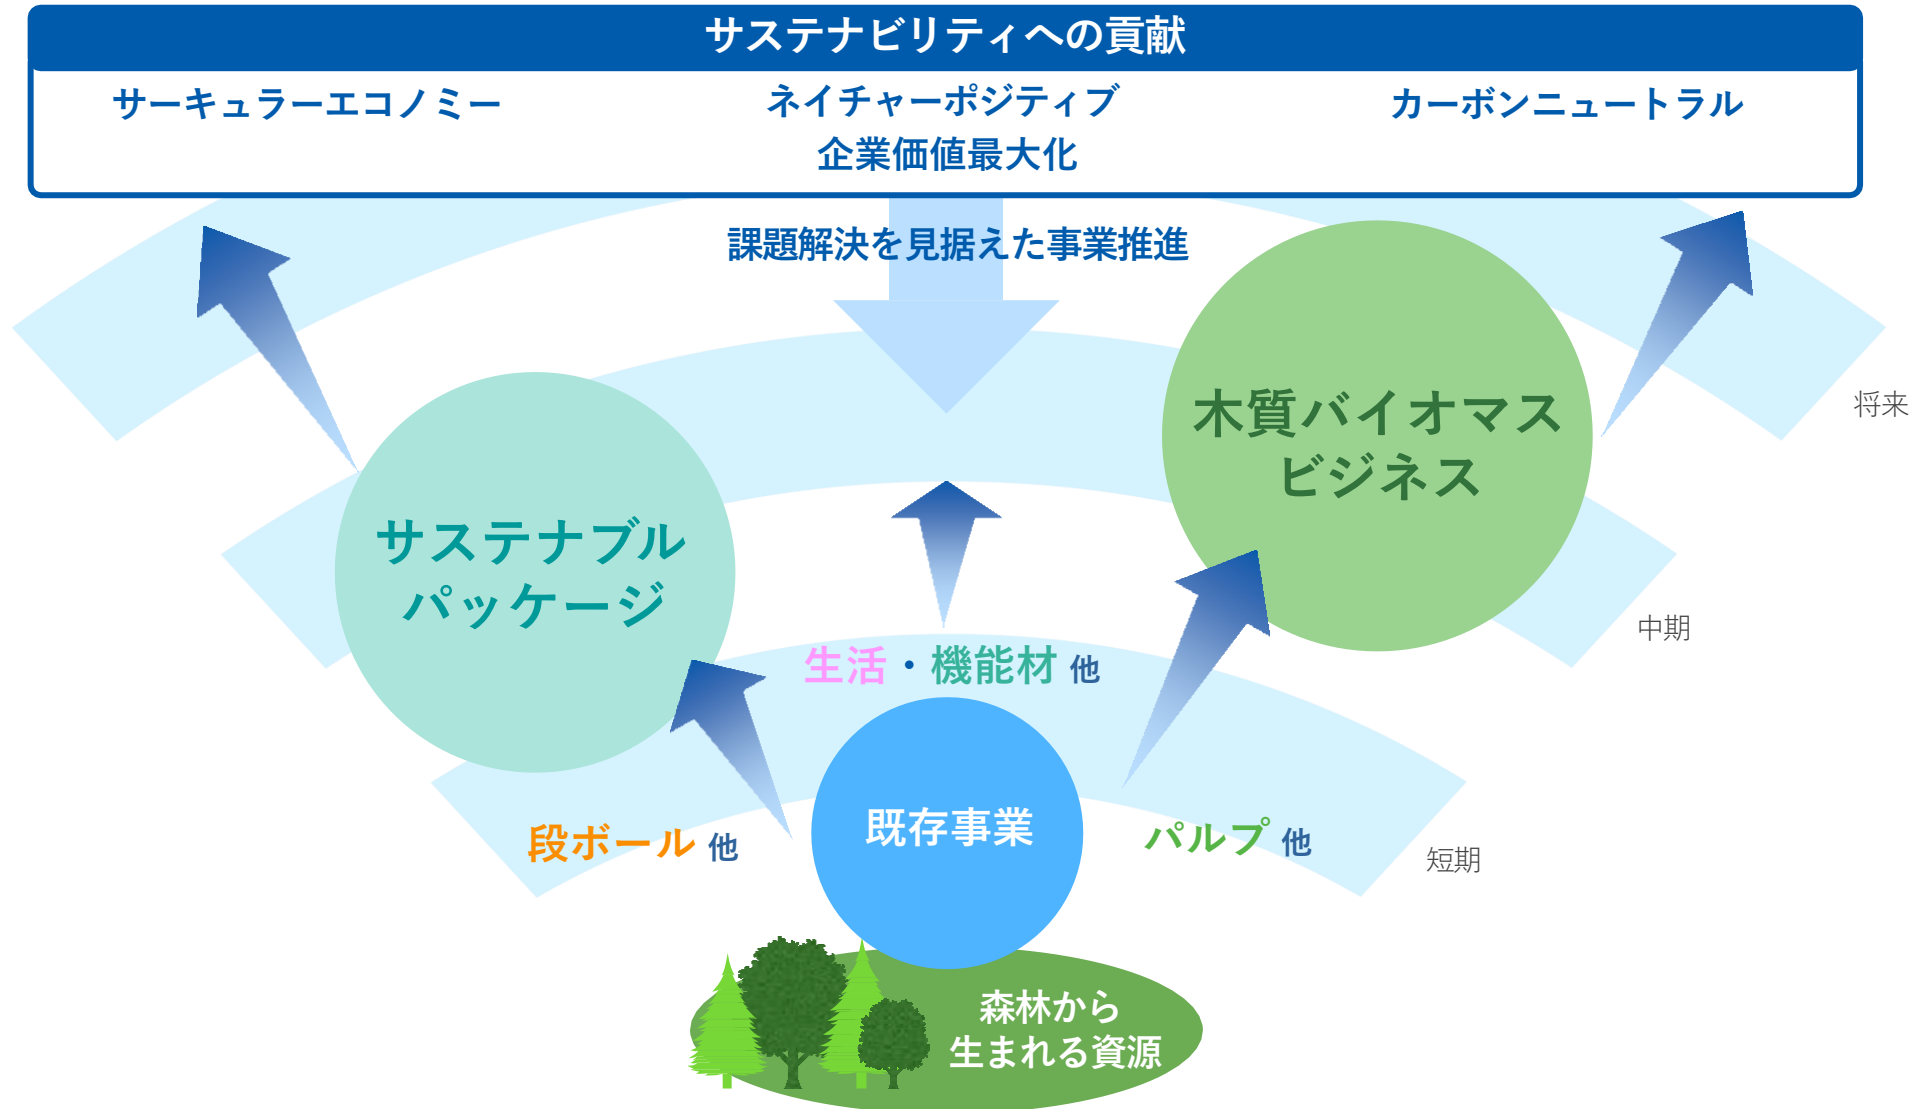 サステナビリティへの貢献
サーキュラーエコノミー
ネイチャーポジティブ
カーボンニュートラル
企業価値最大化
課題解決を見据えた事業推進
将来
木質バイオマス
ビジネス
サステナブル
パッケージ
中期
生活・機能材 他
既存事業
段ボール 他
パルプ 他
短期
森林から
生まれる資源